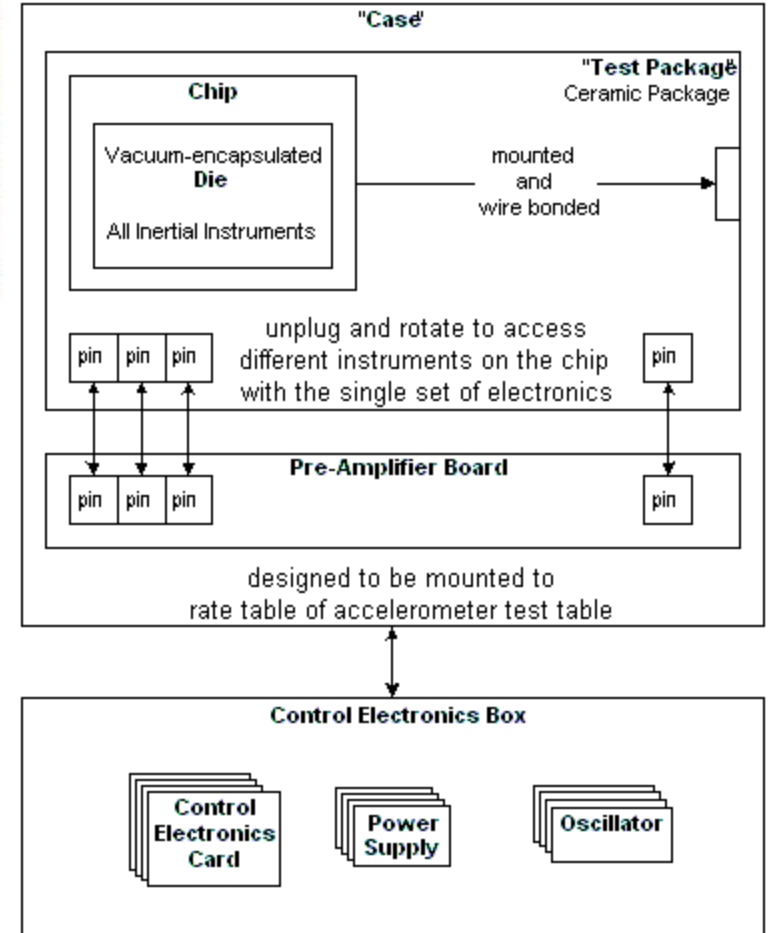 "Case"
"Test Package"
Ceramic Package
Chip
Vacuum-encapsulated
Die
All Inertial Instruments
mounted
and
wire bonded
unplug and rotate to access
different instruments on the chip
with the single set of electronics
pin pin pin pin
Pre-Amplifier Board
pin pin pin pin
designed to be mounted to
rate table of accelerometer test table
Control Electronics Box
Control
Electronics
Card
Power
Supply
Oscillator